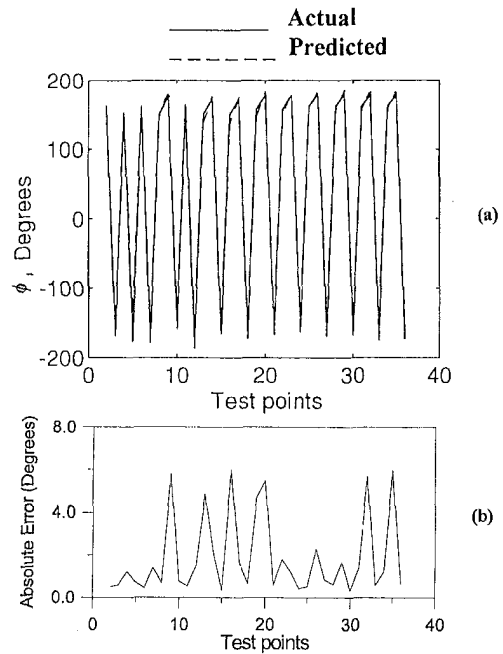 Actual
Predicted
200
100
0
-100
-200
ϕ, Degrees
(a)
0 10 20 30 40
Test points
8.0
4.0
0.0
Absolute Error (Degrees)
(b)
0 10 20 30 40
Test points